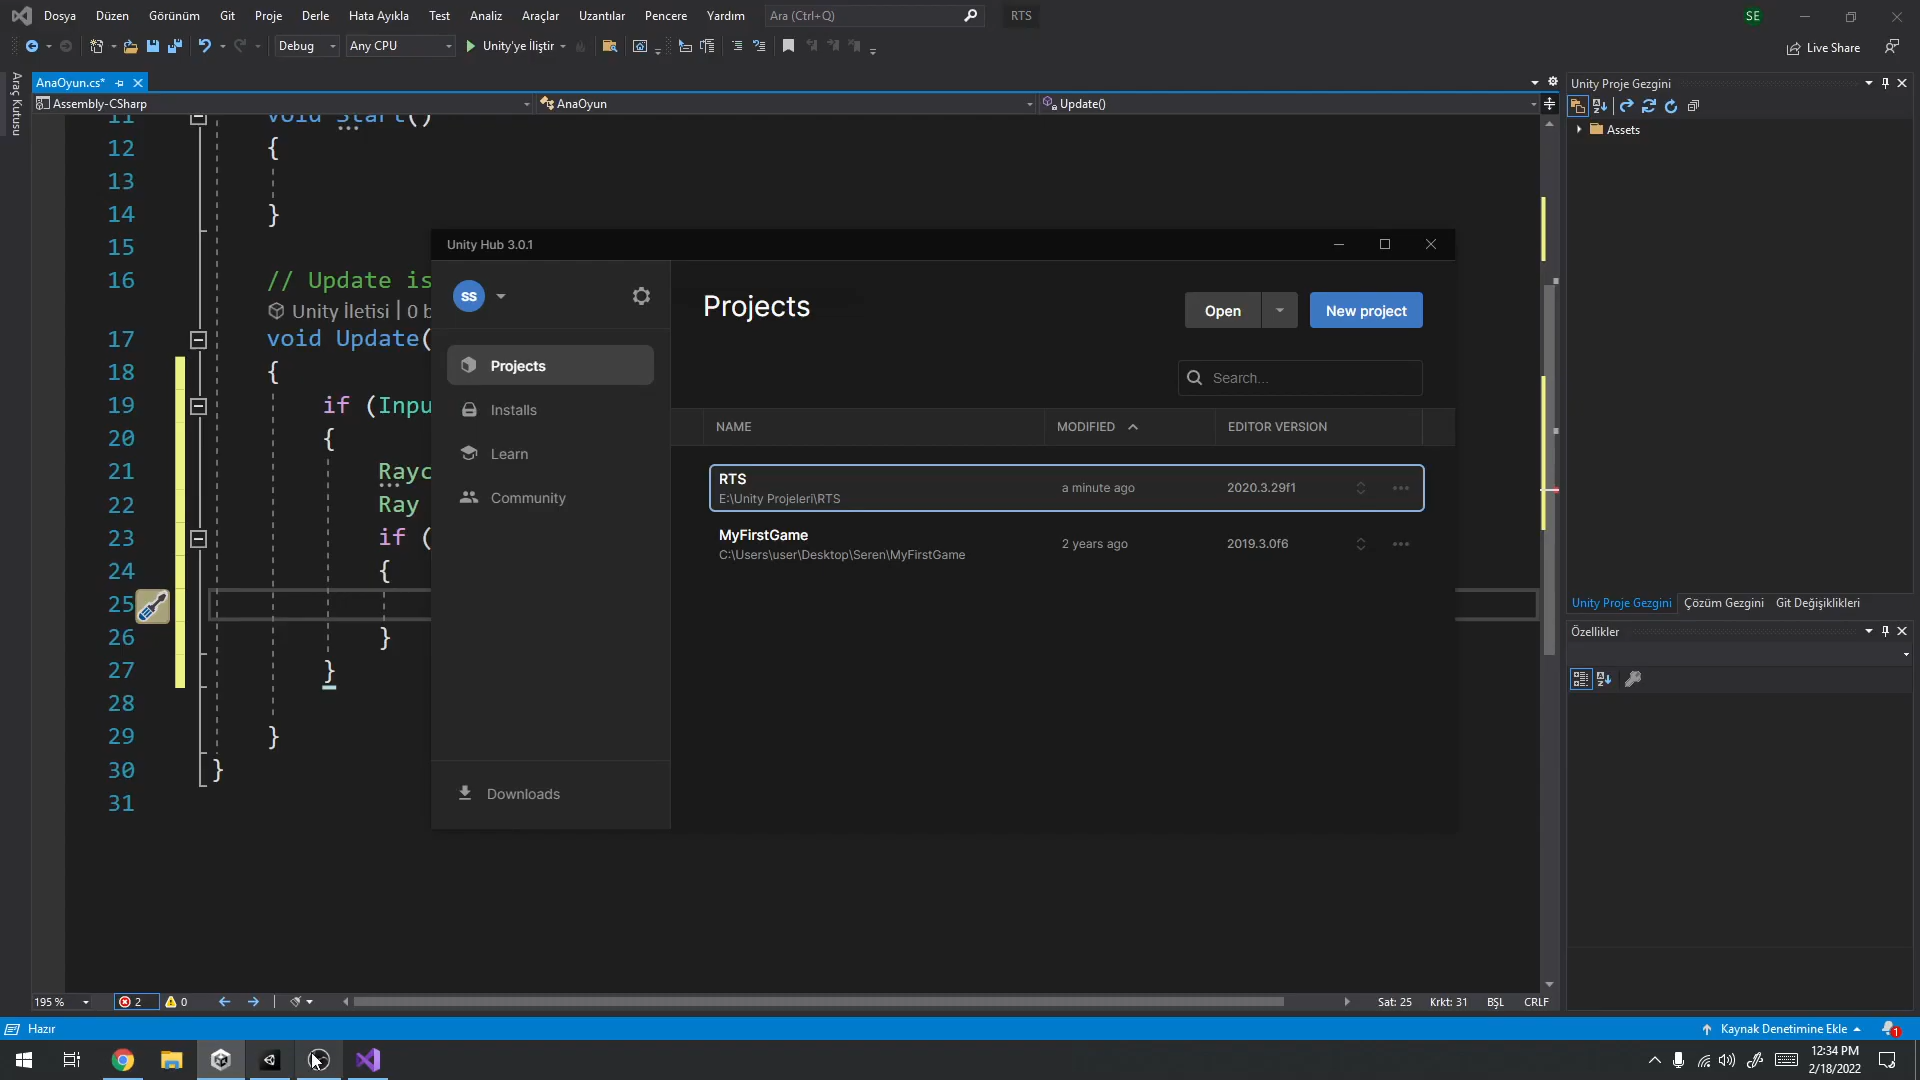 Dosya Düzen Görünüm Git Proje Derle Hata Ayıkla Test Analiz Araçlar Uzantılar Pencere Yardım Ara (Ctrl+Q) RTS SE
Debug Any CPU Unity'ye İliştir Live Share
Araç Kutusu
AnaOyun.cs*
Assembly-CSharp AnaOyun Update()
11 void Start()
12 {
13
14 }
15
16 // Update is
Unity İletisi | 0 b
17 void Update(
18 {
19 if (Inpu
20 {
21 Rayc
22 Ray
23 if (
24 {
25
26 }
27 }
28
29 }
30 }
31
Unity Hub 3.0.1
SS
Projects
Installs
Learn
Community
Downloads
Projects
Open New project
Search...
NAME MODIFIED EDITOR VERSION
RTS
E:\Unity Projeleri\RTS
a minute ago 2020.3.29f1
MyFirstGame
C:\Users\user\Desktop\Seren\MyFirstGame
2 years ago 2019.3.0f6
Unity Proje Gezgini
Assets
Unity Proje Gezgini Çözüm Gezgini Git Değişiklikleri
Özellikler
195 % 2 0 Sat: 25 Krkt: 31 BŞL CRLF
Hazır Kaynak Denetimine Ekle 1
12:34 PM
2/18/2022